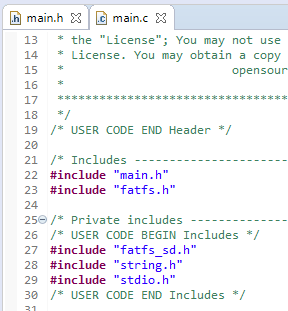 main.h main.c
13 * the "License"; You may not use
14 * License. You may obtain a copy
15 * opensour
16 *
17 **********************************
18 */
19 /* USER CODE END Header */
20
21 /* Includes ----------------------
22 #include "main.h"
23 #include "fatfs.h"
24
25 /* Private includes --------------
26 /* USER CODE BEGIN Includes */
27 #include "fatfs_sd.h"
28 #include "string.h"
29 #include "stdio.h"
30 /* USER CODE END Includes */
31